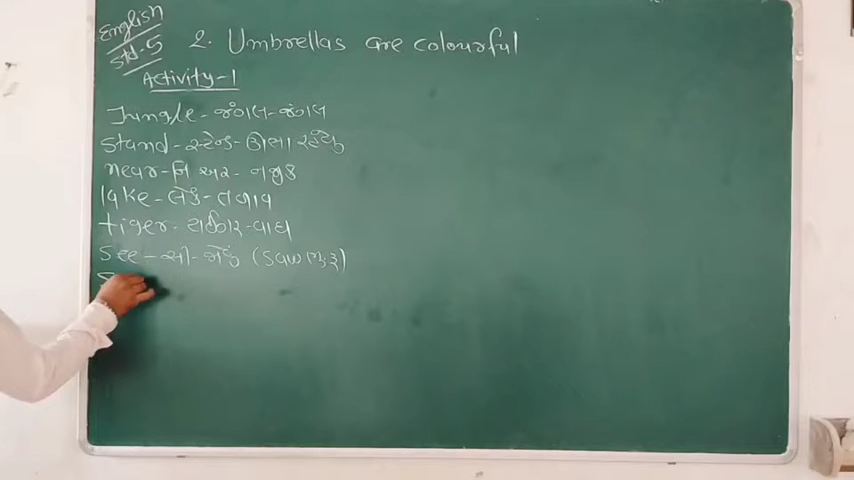 English
Std.5
2. Umbrellas are colourful
Activity-1
Jungle - જંગલ - જંગલ
stand - સ્ટેન્ડ - ઊભા રહેવું
near - નિઅર - નજીક
lake - લેક - તળાવ
tiger - ટાઈગર - વાઘ
see - સી - જોવું (saw ભૂ.કૃ)